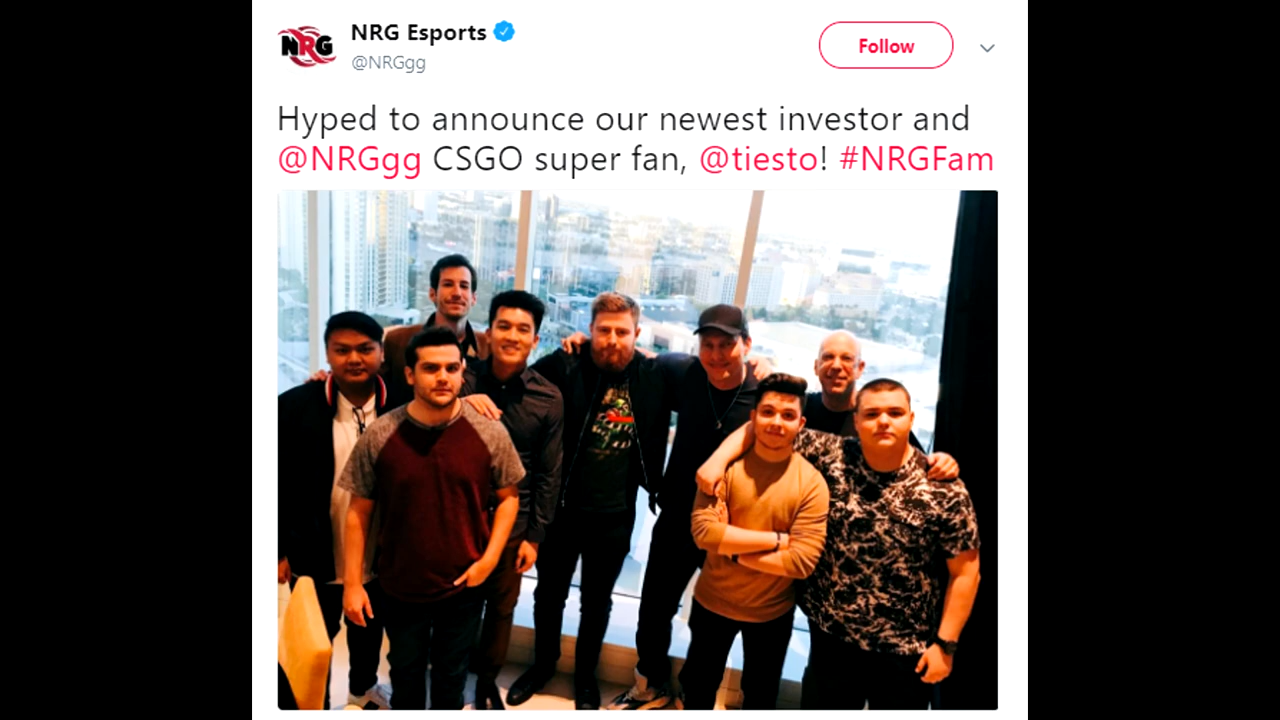 NRG
NRG Esports
@NRGgg
Follow
Hyped to announce our newest investor and
@NRGgg CSGO super fan, @tiesto! #NRGFam